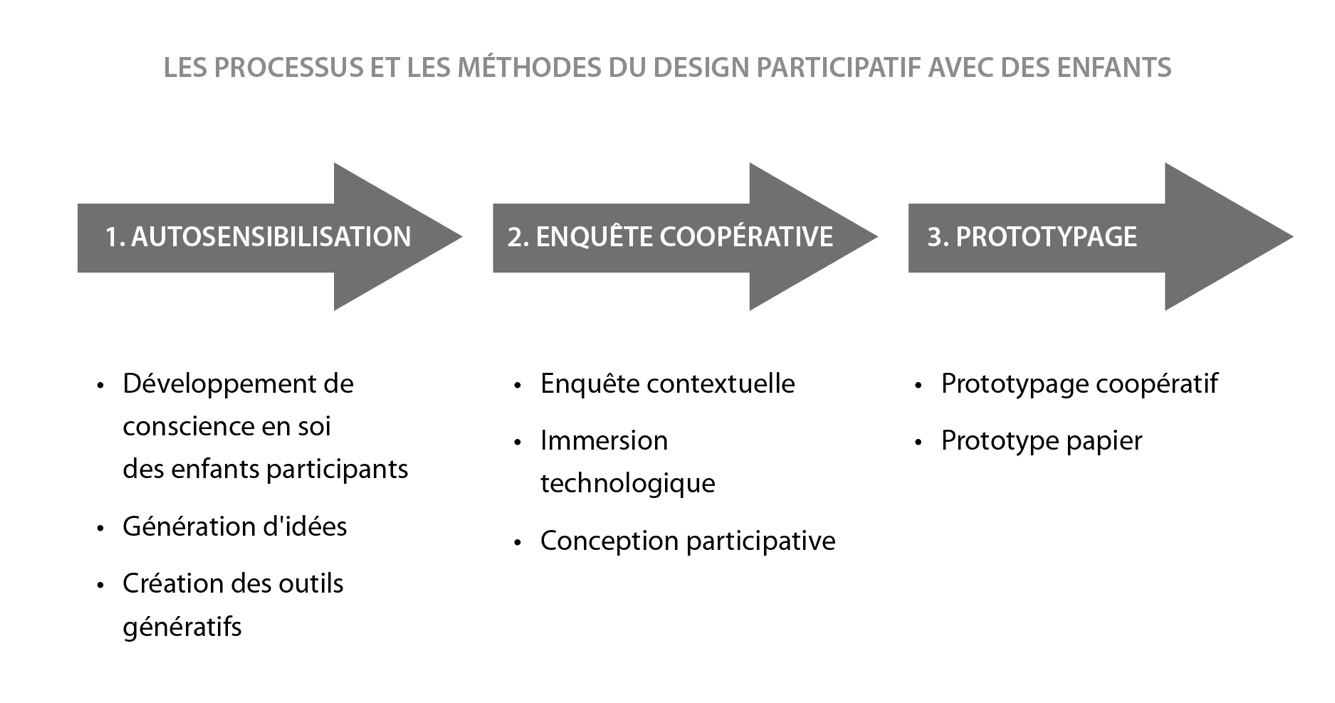 LES PROCESSUS ET LES MÉTHODES DU DESIGN PARTICIPATIF AVEC DES ENFANTS
1. AUTOSENSIBILISATION
• Développement de
conscience en soi
des enfants participants
• Génération d'idées
• Création des outils
génératifs
2. ENQUÊTE COOPÉRATIVE
• Enquête contextuelle
• Immersion
technologique
• Conception participative
3. PROTOTYPAGE
• Prototypage coopératif
• Prototype papier